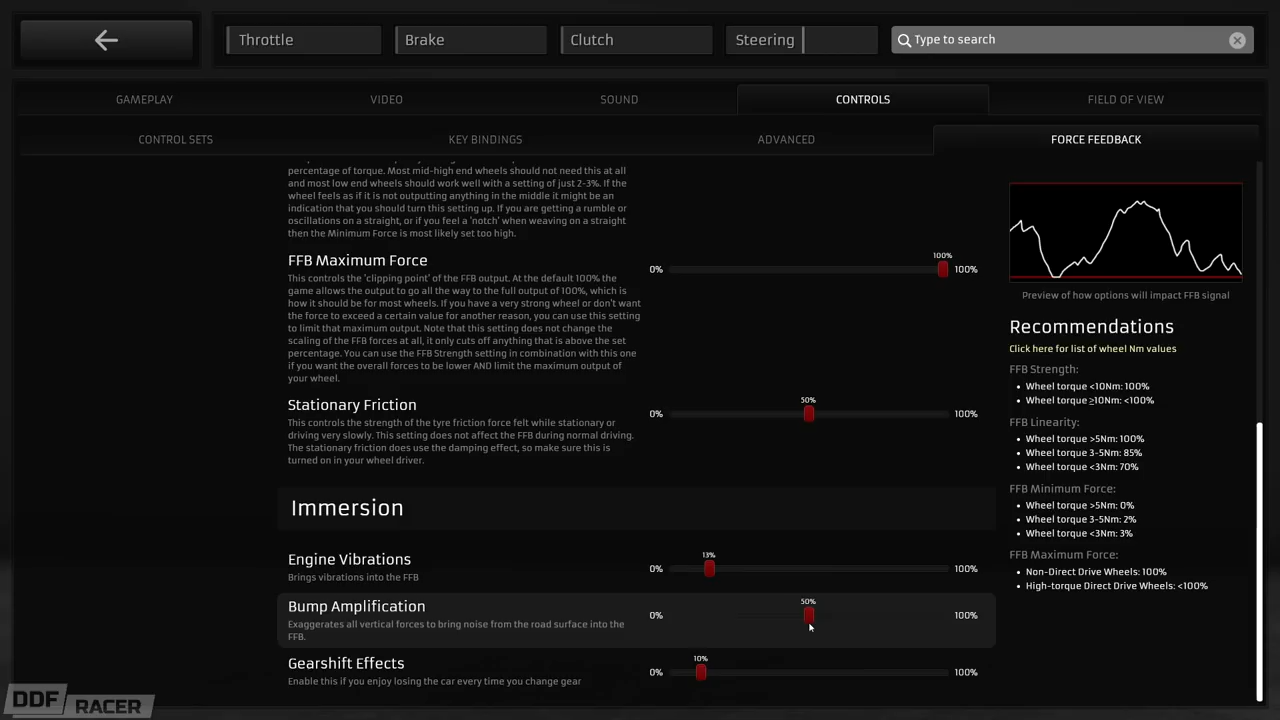 Throttle
Brake
Clutch
Steering
Type to search
GAMEPLAY
VIDEO
SOUND
CONTROLS
FIELD OF VIEW
CONTROL SETS
KEY BINDINGS
ADVANCED
FORCE FEEDBACK
percentage of torque. Most mid-high end wheels should not need this at all
and most low end wheels should work well with a setting of just 2-3%. If the
wheel feels as if it is not outputting anything in the middle it might be an
indication that you should turn this setting up. If you are getting a rumble or
oscillations on a straight, or if you feel a 'notch' when weaving on a straight
then the Minimum Force is most likely set too high.
FFB Maximum Force
This controls the 'clipping point' of the FFB output. At the default 100% the
game allows the output to go all the way to the full output of 100%, which is
how it should be for most wheels. If you have a very strong wheel or don't want
the force to exceed a certain value for another reason, you can use this setting
to limit that maximum output. Note that this setting does not change the
scaling of the FFB forces at all, it only cuts off anything that is above the set
percentage. You can use the FFB Strength setting in combination with this one
if you want the overall forces to be lower AND limit the maximum output of
your wheel.
0%
100%
100%
Stationary Friction
This controls the strength of the tyre friction force felt while stationary or
driving very slowly. This setting does not affect the FFB during normal driving.
The stationary friction does use the damping effect, so make sure this is
turned on in your wheel driver.
0%
50%
100%
Immersion
Engine Vibrations
Brings vibrations into the FFB
0%
13%
100%
Bump Amplification
Exaggerates all vertical forces to bring noise from the road surface into the
FFB.
0%
50%
100%
Gearshift Effects
Enable this if you enjoy losing the car every time you change gear
0%
10%
100%
Preview of how options will impact FFB signal
Recommendations
Click here for list of wheel Nm values
FFB Strength:
• Wheel torque <10Nm: 100%
• Wheel torque ≥10Nm: <100%
FFB Linearity:
• Wheel torque >5Nm: 100%
• Wheel torque 3-5Nm: 85%
• Wheel torque <3Nm: 70%
FFB Minimum Force:
• Wheel torque >5Nm: 0%
• Wheel torque 3-5Nm: 2%
• Wheel torque <3Nm: 3%
FFB Maximum Force:
• Non-Direct Drive Wheels: 100%
• High-torque Direct Drive Wheels: <100%
DDF RACER